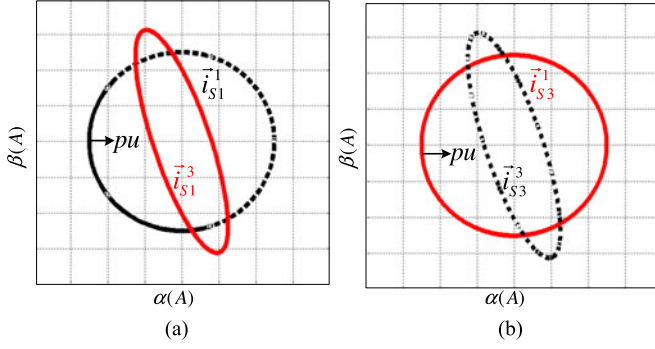 β(A)
i⃗_{S1}^{1}
pu
i⃗_{S1}^{3}
α(A)
(a)
β(A)
i⃗_{S3}^{1}
pu
i⃗_{S3}^{3}
α(A)
(b)